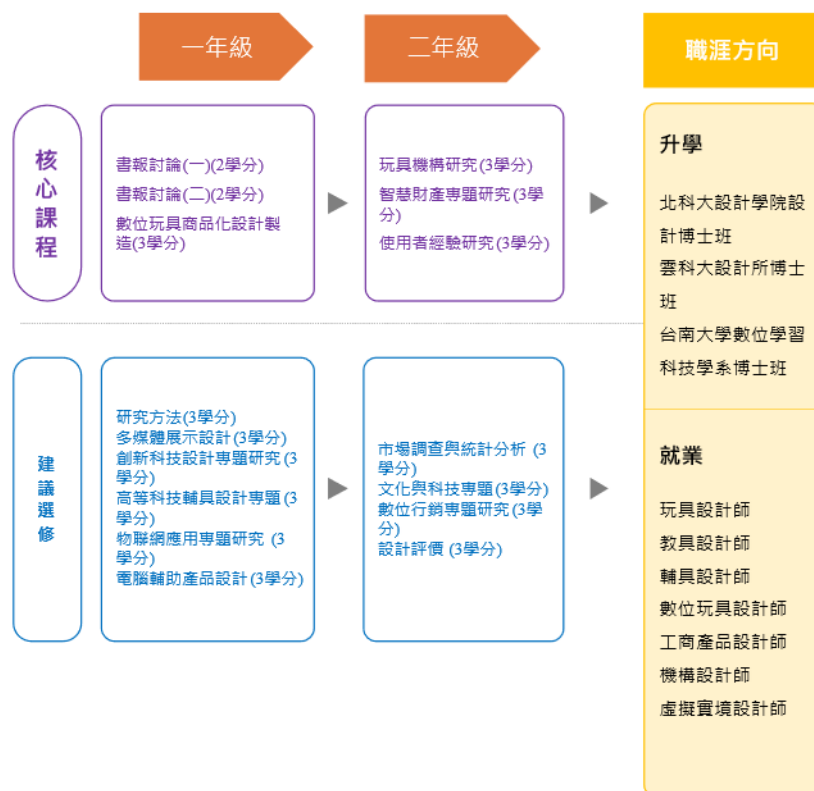 一年級
二年級
職涯方向
核
心
課
程
書報討論(一)(2學分)
書報討論(二)(2學分)
數位玩具商品化設計製
造(3學分)
玩具機構研究(3學分)
智慧財產專題研究(3學
分)
使用者經驗研究(3學分)
升學
北科大設計學院設
計博士班
雲科大設計所博士
班
台南大學數位學習
科技學系博士班
建
議
選
修
研究方法(3學分)
多媒體展示設計(3學分)
創新科技設計專題研究(3
學分)
高等科技輔具設計專題(3
學分)
物聯網應用專題研究 (3
學分)
電腦輔助產品設計(3學分)
市場調查與統計分析 (3
學分)
文化與科技專題(3學分)
數位行銷專題研究(3學
分)
設計評價 (3學分)
就業
玩具設計師
教具設計師
輔具設計師
數位玩具設計師
工商產品設計師
機構設計師
虛擬實境設計師